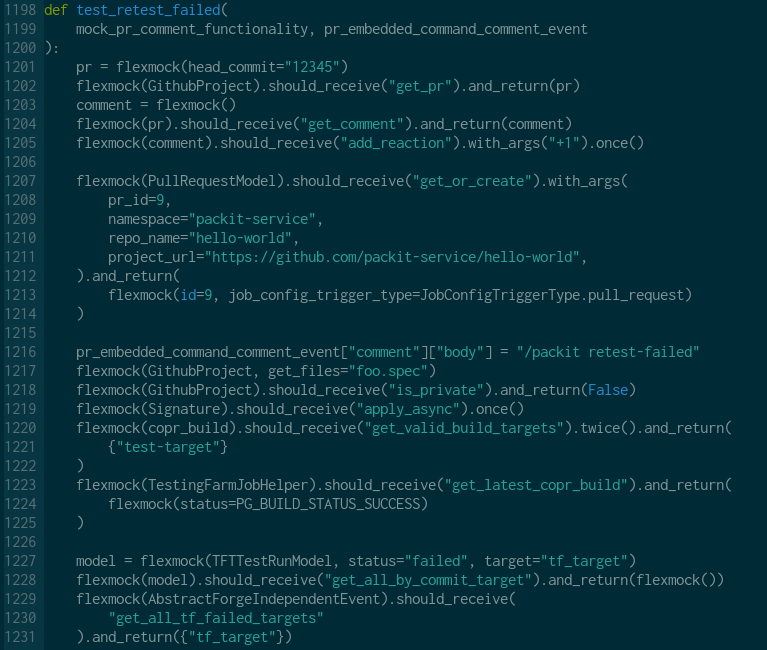 1198 def test_retest_failed(
1199     mock_pr_comment_functionality, pr_embedded_command_comment_event
1200 ):
1201     pr = flexmock(head_commit="12345")
1202     flexmock(GithubProject).should_receive("get_pr").and_return(pr)
1203     comment = flexmock()
1204     flexmock(pr).should_receive("get_comment").and_return(comment)
1205     flexmock(comment).should_receive("add_reaction").with_args("+1").once()
1206
1207     flexmock(PullRequestModel).should_receive("get_or_create").with_args(
1208         pr_id=9,
1209         namespace="packit-service",
1210         repo_name="hello-world",
1211         project_url="https://github.com/packit-service/hello-world",
1212     ).and_return(
1213         flexmock(id=9, job_config_trigger_type=JobConfigTriggerType.pull_request)
1214     )
1215
1216     pr_embedded_command_comment_event["comment"]["body"] = "/packit retest-failed"
1217     flexmock(GithubProject, get_files="foo.spec")
1218     flexmock(GithubProject).should_receive("is_private").and_return(False)
1219     flexmock(Signature).should_receive("apply_async").once()
1220     flexmock(copr_build).should_receive("get_valid_build_targets").twice().and_return(
1221         {"test-target"}
1222     )
1223     flexmock(TestingFarmJobHelper).should_receive("get_latest_copr_build").and_return(
1224         flexmock(status=PG_BUILD_STATUS_SUCCESS)
1225     )
1226
1227     model = flexmock(TFTTestRunModel, status="failed", target="tf_target")
1228     flexmock(model).should_receive("get_all_by_commit_target").and_return(flexmock())
1229     flexmock(AbstractForgeIndependentEvent).should_receive(
1230         "get_all_tf_failed_targets"
1231     ).and_return({"tf_target"})